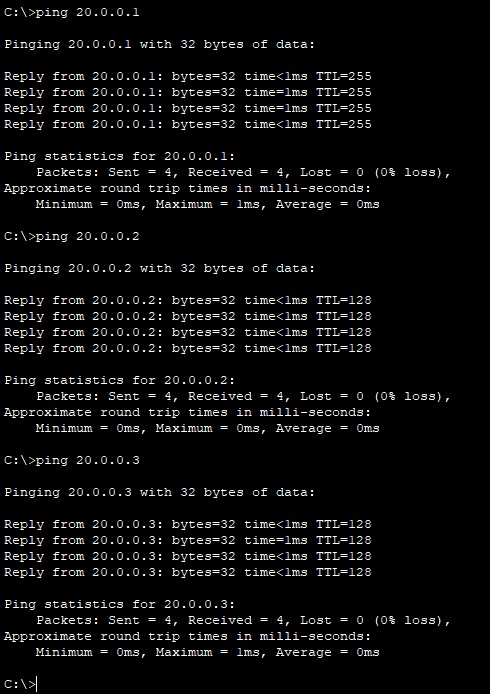 C:\>ping 20.0.0.1
Pinging 20.0.0.1 with 32 bytes of data:
Reply from 20.0.0.1: bytes=32 time<1ms TTL=255
Reply from 20.0.0.1: bytes=32 time=1ms TTL=255
Reply from 20.0.0.1: bytes=32 time=1ms TTL=255
Reply from 20.0.0.1: bytes=32 time<1ms TTL=255
Ping statistics for 20.0.0.1:
    Packets: Sent = 4, Received = 4, Lost = 0 (0% loss),
Approximate round trip times in milli-seconds:
    Minimum = 0ms, Maximum = 1ms, Average = 0ms
C:\>ping 20.0.0.2
Pinging 20.0.0.2 with 32 bytes of data:
Reply from 20.0.0.2: bytes=32 time<1ms TTL=128
Reply from 20.0.0.2: bytes=32 time<1ms TTL=128
Reply from 20.0.0.2: bytes=32 time<1ms TTL=128
Reply from 20.0.0.2: bytes=32 time<1ms TTL=128
Ping statistics for 20.0.0.2:
    Packets: Sent = 4, Received = 4, Lost = 0 (0% loss),
Approximate round trip times in milli-seconds:
    Minimum = 0ms, Maximum = 0ms, Average = 0ms
C:\>ping 20.0.0.3
Pinging 20.0.0.3 with 32 bytes of data:
Reply from 20.0.0.3: bytes=32 time<1ms TTL=128
Reply from 20.0.0.3: bytes=32 time=1ms TTL=128
Reply from 20.0.0.3: bytes=32 time<1ms TTL=128
Reply from 20.0.0.3: bytes=32 time<1ms TTL=128
Ping statistics for 20.0.0.3:
    Packets: Sent = 4, Received = 4, Lost = 0 (0% loss),
Approximate round trip times in milli-seconds:
    Minimum = 0ms, Maximum = 1ms, Average = 0ms
C:\>